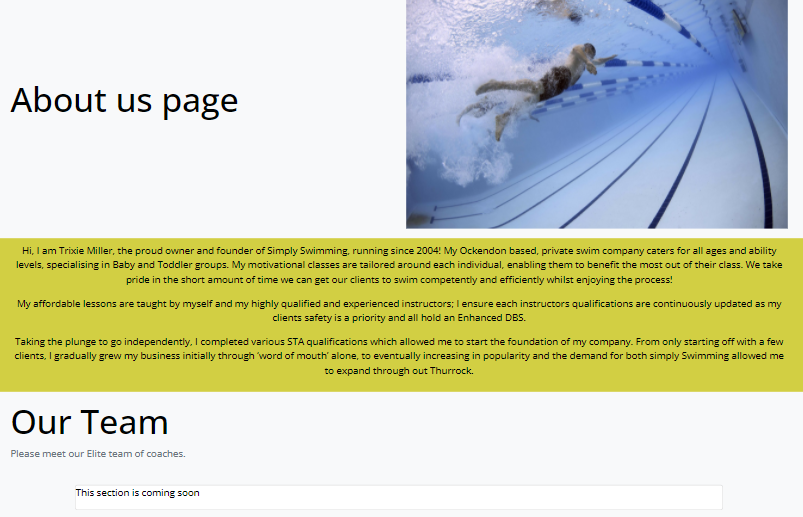 About us page
Hi, I am Trixie Miller, the proud owner and founder of Simply Swimming, running since 2004! My Ockendon based, private swim company caters for all ages and ability
levels, specialising in Baby and Toddler groups. My motivational classes are tailored around each individual, enabling them to benefit the most out of their class. We take
pride in the short amount of time we can get our clients to swim competently and efficiently whilst enjoying the process!
My affordable lessons are taught by myself and my highly qualified and experienced instructors; I ensure each instructors qualifications are continuously updated as my
clients safety is a priority and all hold an Enhanced DBS.
Taking the plunge to go independently, I completed various STA qualifications which allowed me to start the foundation of my company. From only starting off with a few
clients, I gradually grew my business initially through ‘word of mouth’ alone, to eventually increasing in popularity and the demand for both simply Swimming allowed me
to expand through out Thurrock.
Our Team
Please meet our Elite team of coaches.
This section is coming soon